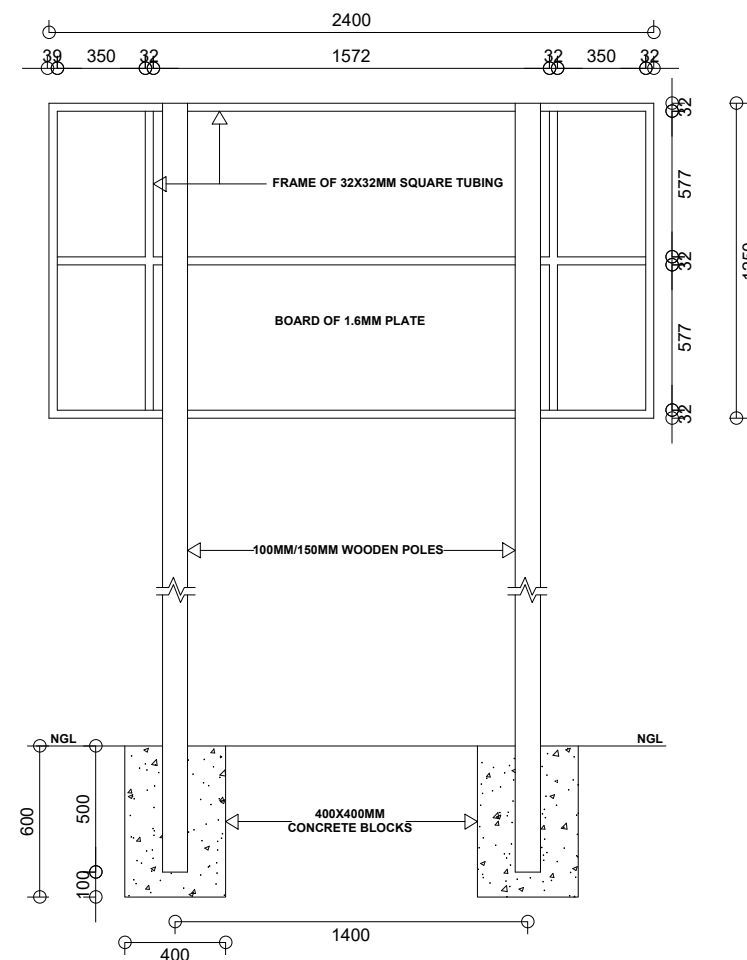 2400
39 350 32 1572 32 350 32
32
577
FRAME OF 32X32MM SQUARE TUBING
32
1250
577
BOARD OF 1.6MM PLATE
32
100MM/150MM WOODEN POLES
NGL NGL
600
500
400X400MM
CONCRETE BLOCKS
100
1400
400